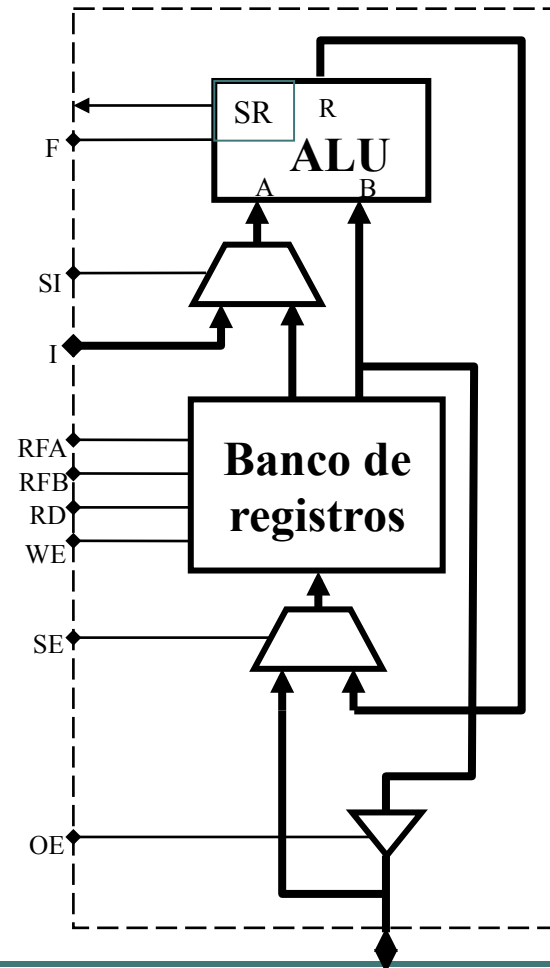 SR R
F
ALU
A B
SI
I
RFA
RFB
RD
WE
Banco de
registros
SE
OE